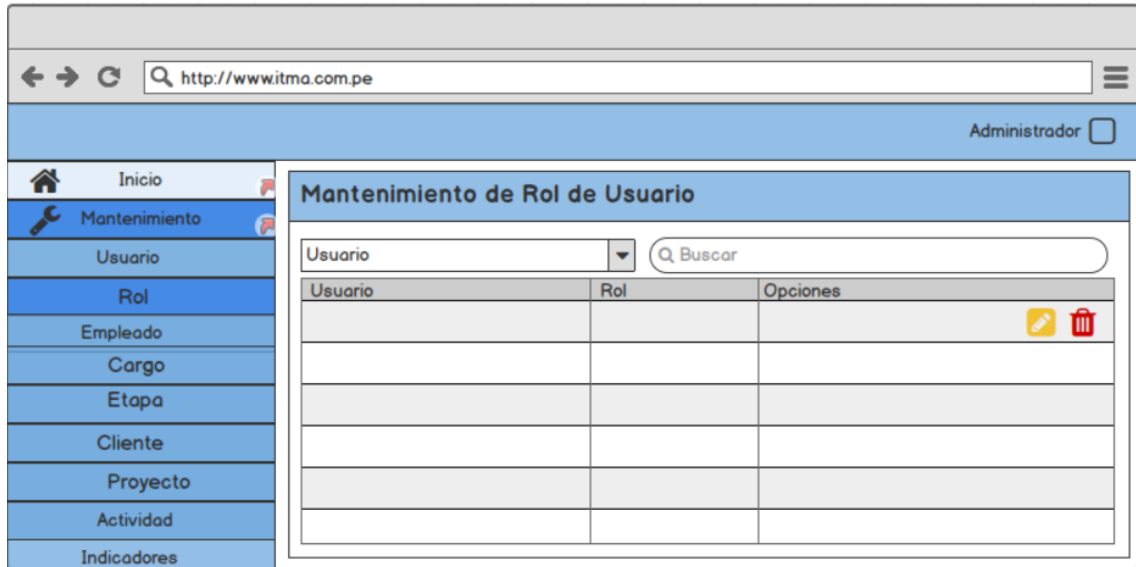 http://www.itma.com.pe
Administrador
Inicio
Mantenimiento
Usuario
Rol
Empleado
Cargo
Etapa
Cliente
Proyecto
Actividad
Indicadores
Mantenimiento de Rol de Usuario
Usuario Buscar
Usuario Rol Opciones